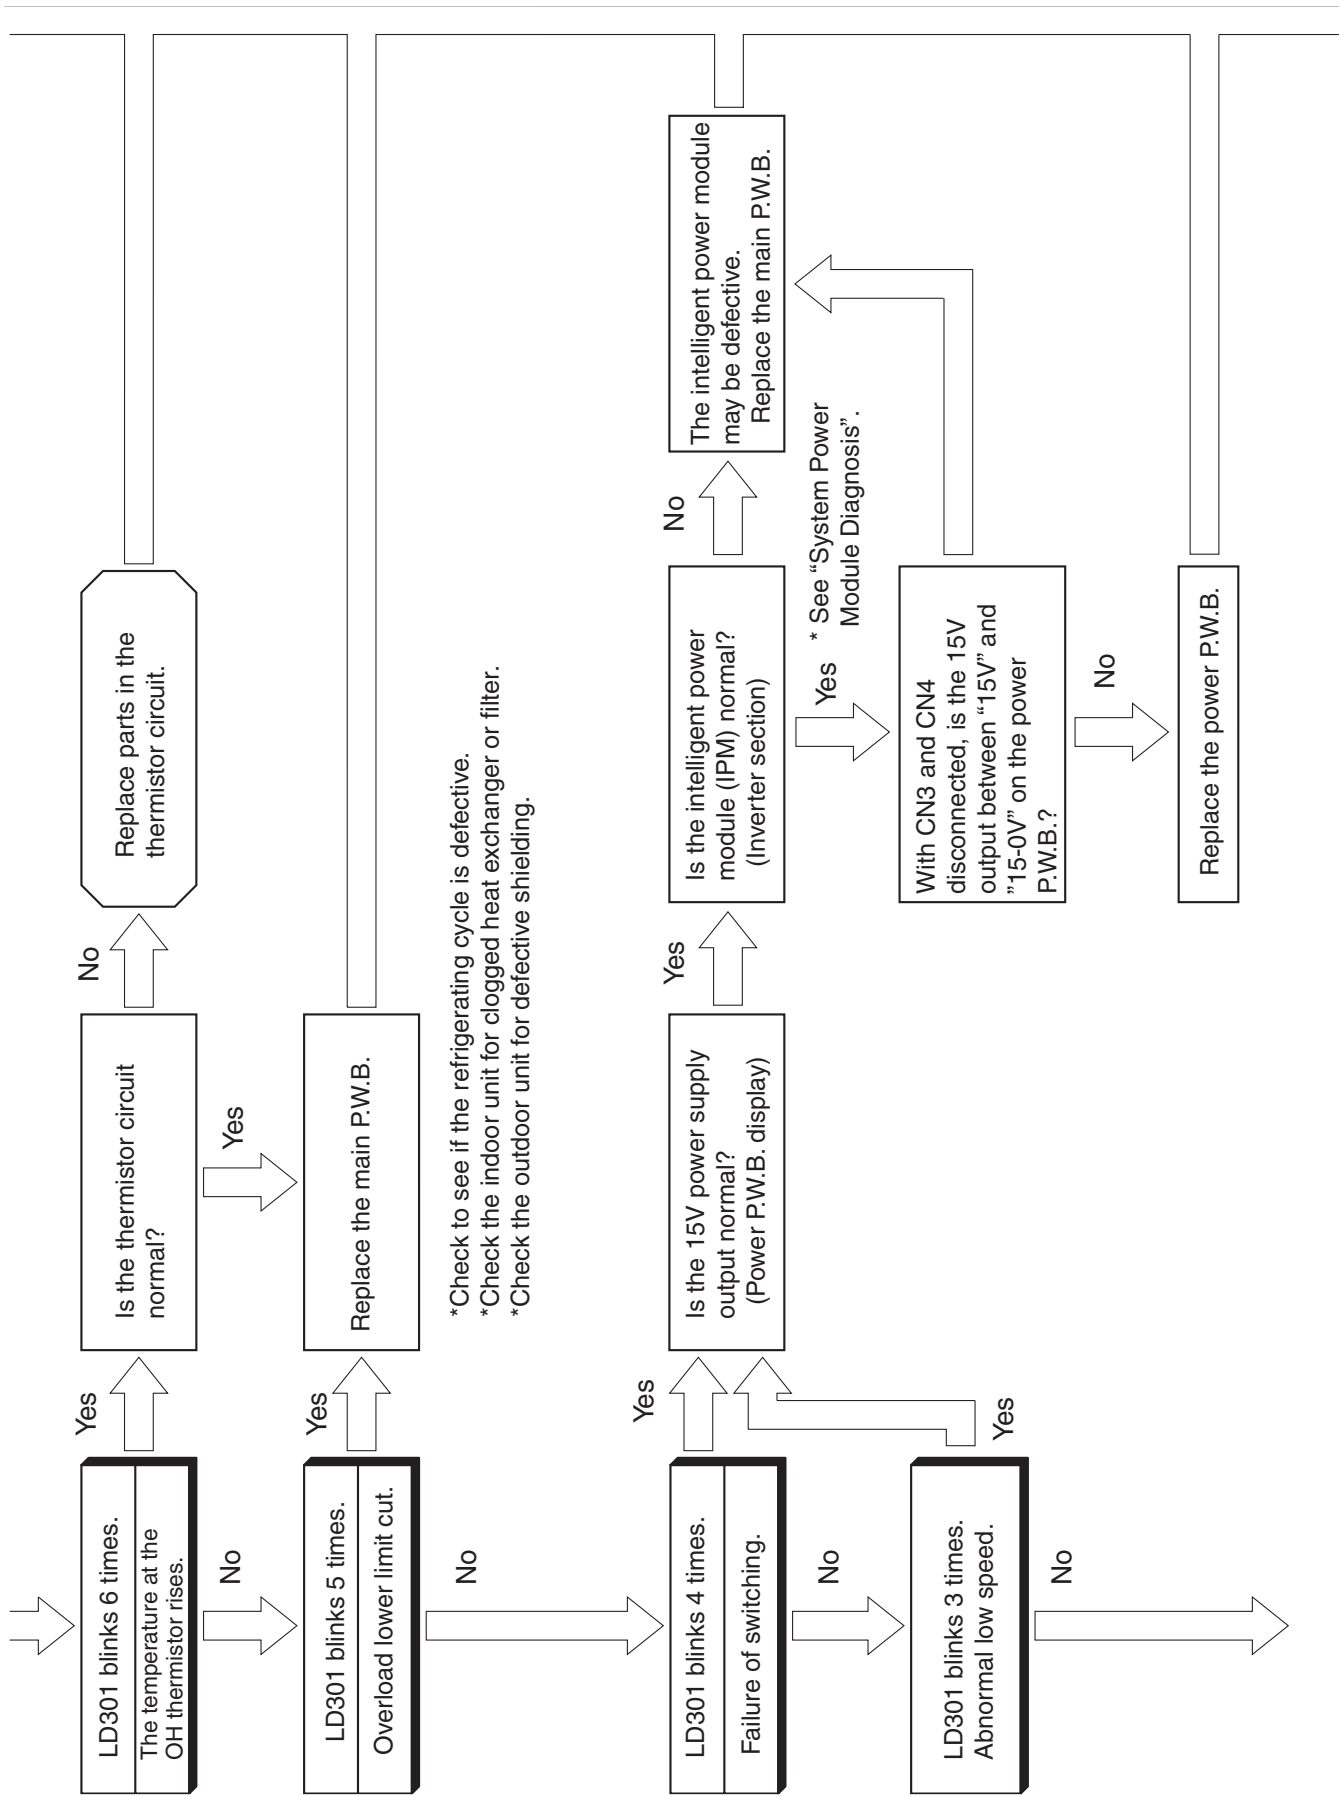 LD301 blinks 6 times.
The temperature at the
OH thermistor rises.
Yes
Is the thermistor circuit
normal?
No
Replace parts in the
thermistor circuit.
No
Yes
LD301 blinks 5 times.
Overload lower limit cut.
Yes
Replace the main P.W.B.
*Check to see if the refrigerating cycle is defective.
*Check the indoor unit for clogged heat exchanger or filter.
*Check the outdoor unit for defective shielding.
No
LD301 blinks 4 times.
Failure of switching.
Yes
Is the 15V power supply
output normal?
(Power P.W.B. display)
Yes
Is the intelligent power
module (IPM) normal?
(Inverter section)
No
The intelligent power module
may be defective.
Replace the main P.W.B.
No
Yes
* See “System Power
Module Diagnosis”.
LD301 blinks 3 times.
Abnormal low speed.
Yes
With CN3 and CN4
disconnected, is the 15V
output between “15V” and
”15-0V” on the power
P.W.B.?
No
No
Replace the power P.W.B.